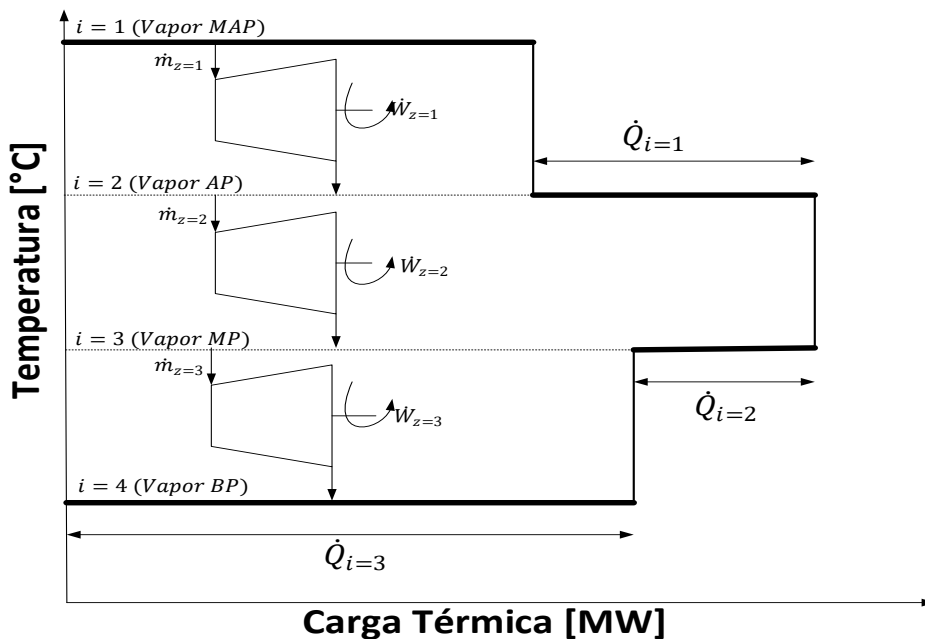 i = 1 (Vapor MAP)
ṁz=1
Ẇz=1
Q̇i=1
i = 2 (Vapor AP)
ṁz=2
Ẇz=2
i = 3 (Vapor MP)
ṁz=3
Ẇz=3
Q̇i=2
i = 4 (Vapor BP)
Q̇i=3
Temperatura [°C]
Carga Térmica [MW]